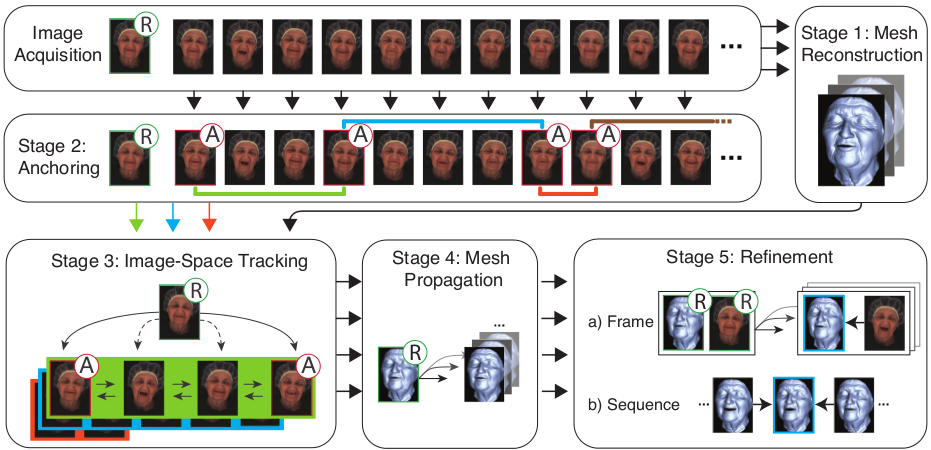 Image
Acquisition
R
...
Stage 1: Mesh
Reconstruction
Stage 2:
Anchoring
R
A
A
A
A
...
...
Stage 3: Image-Space Tracking
R
A
A
Stage 4: Mesh
Propagation
R
...
Stage 5: Refinement
a) Frame
R
R
b) Sequence
...
...